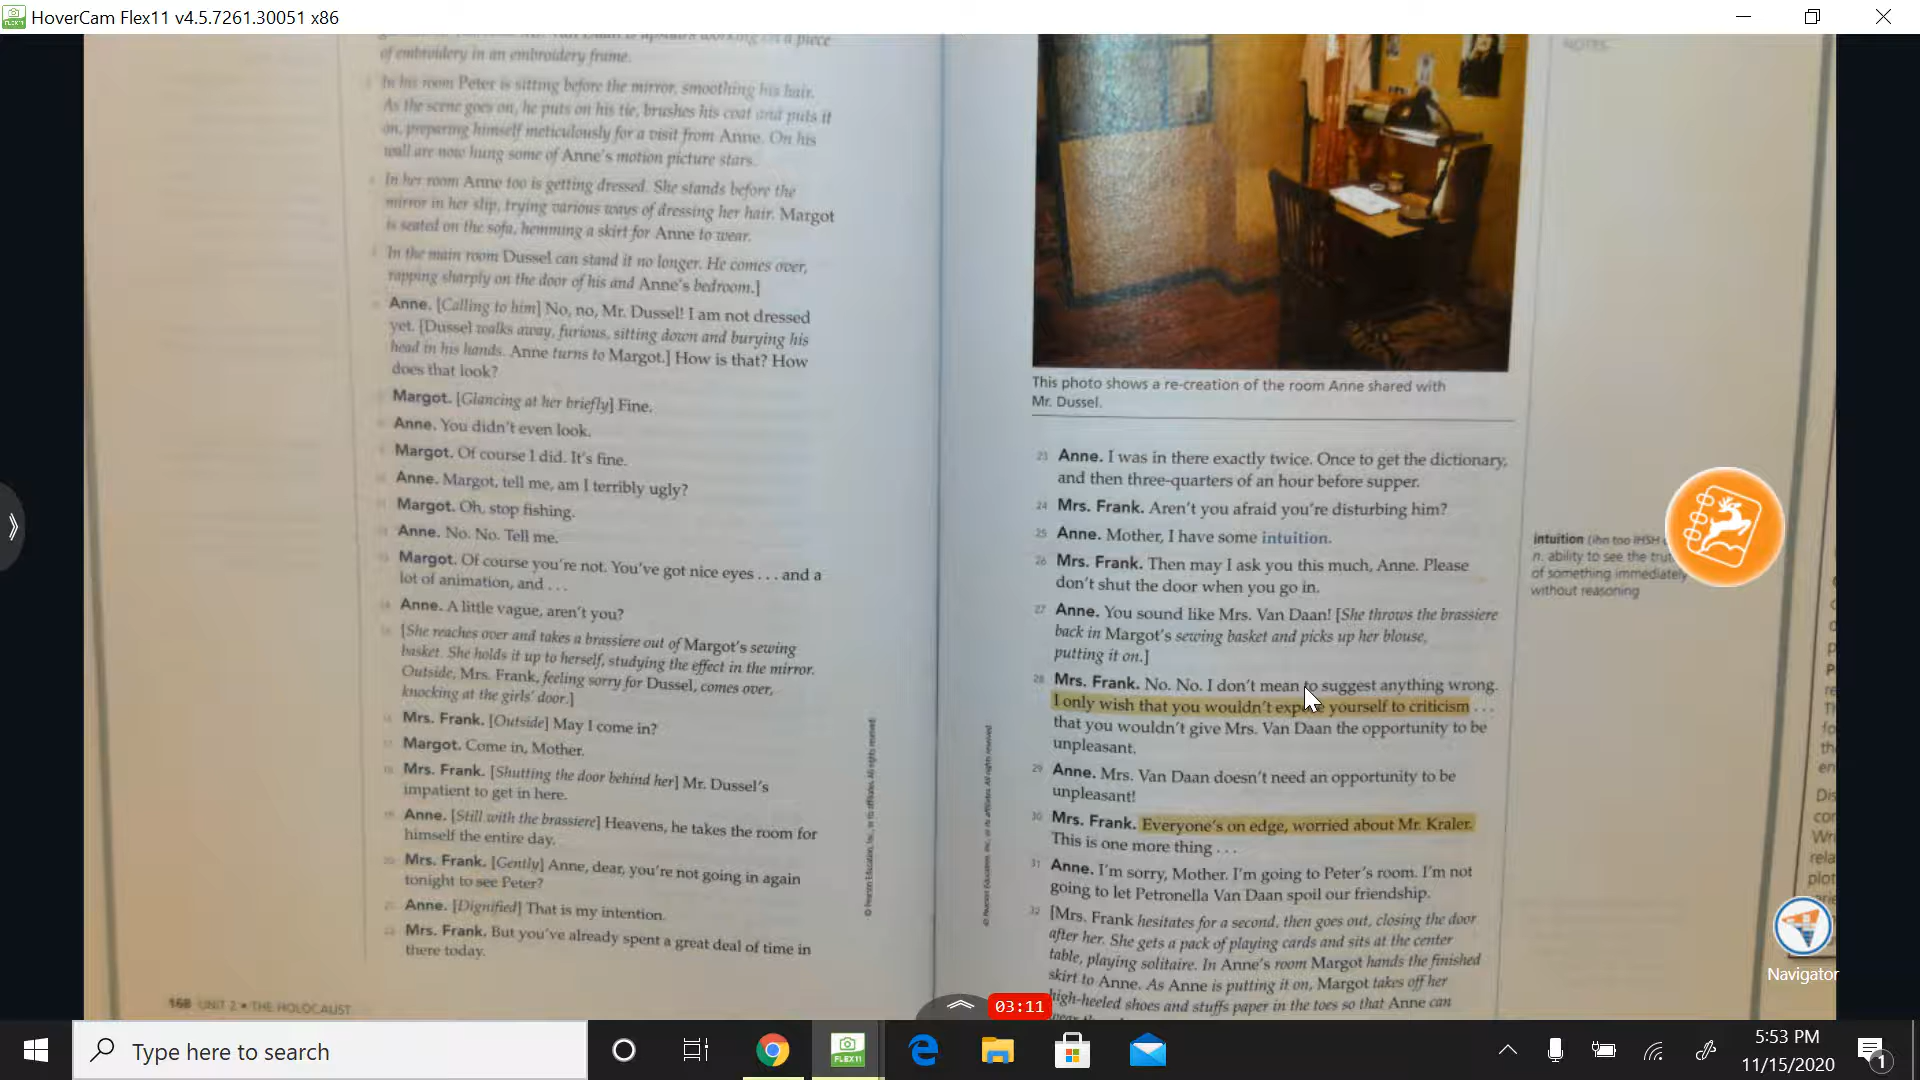 HoverCam Flex11 v4.5.7261.30051 x86
of embroidery in an embroidery frame.
In his room Peter is sitting before the mirror, smoothing his hair.
As the scene goes on, he puts on his tie, brushes his coat and puts it
on, preparing himself meticulously for a visit from Anne. On his
wall are now hung some of Anne's motion picture stars.
In her room Anne too is getting dressed. She stands before the
mirror in her slip, trying various ways of dressing her hair. Margot
is seated on the sofa, hemming a skirt for Anne to wear.
In the main room Dussel can stand it no longer. He comes over,
rapping sharply on the door of his and Anne's bedroom.]
Anne. [Calling to him] No, no, Mr. Dussel! I am not dressed
yet. [Dussel walks away, furious, sitting down and burying his
head in his hands. Anne turns to Margot.] How is that? How
does that look?
Margot. [Glancing at her briefly] Fine.
Anne. You didn't even look.
Margot. Of course I did. It's fine.
Anne. Margot, tell me, am I terribly ugly?
Margot. Oh, stop fishing.
Anne. No. No. Tell me.
Margot. Of course you're not. You've got nice eyes . . . and a
lot of animation, and . . .
Anne. A little vague, aren't you?
[She reaches over and takes a brassiere out of Margot's sewing
basket. She holds it up to herself, studying the effect in the mirror.
Outside, Mrs. Frank, feeling sorry for Dussel, comes over,
knocking at the girls' door.]
Mrs. Frank. [Outside] May I come in?
Margot. Come in, Mother.
Mrs. Frank. [Shutting the door behind her] Mr. Dussel's
impatient to get in here.
Anne. [Still with the brassiere] Heavens, he takes the room for
himself the entire day.
Mrs. Frank. [Gently] Anne, dear, you're not going in again
tonight to see Peter?
Anne. [Dignified] That is my intention.
Mrs. Frank. But you've already spent a great deal of time in
there today.
168 UNIT 2 • THE HOLOCAUST
© Pearson Education, Inc., or its affiliates. All rights reserved.
© Pearson Education, Inc., or its affiliates. All rights reserved.
NOTES
This photo shows a re-creation of the room Anne shared with
Mr. Dussel.
23 Anne. I was in there exactly twice. Once to get the dictionary,
and then three-quarters of an hour before supper.
24 Mrs. Frank. Aren't you afraid you're disturbing him?
25 Anne. Mother, I have some intuition.
26 Mrs. Frank. Then may I ask you this much, Anne. Please
don't shut the door when you go in.
27 Anne. You sound like Mrs. Van Daan! [She throws the brassiere
back in Margot's sewing basket and picks up her blouse,
putting it on.]
28 Mrs. Frank. No. No. I don't mean to suggest anything wrong.
I only wish that you wouldn't expose yourself to criticism . . .
that you wouldn't give Mrs. Van Daan the opportunity to be
unpleasant.
29 Anne. Mrs. Van Daan doesn't need an opportunity to be
unpleasant!
30 Mrs. Frank. Everyone's on edge, worried about Mr. Kraler.
This is one more thing . . .
31 Anne. I'm sorry, Mother. I'm going to Peter's room. I'm not
going to let Petronella Van Daan spoil our friendship.
32 [Mrs. Frank hesitates for a second, then goes out, closing the door
after her. She gets a pack of playing cards and sits at the center
table, playing solitaire. In Anne's room Margot hands the finished
skirt to Anne. As Anne is putting it on, Margot takes off her
high-heeled shoes and stuffs paper in the toes so that Anne can
intuition (ihn too IHSH
n. ability to see the
of something immediately
without reasoning
Navigator
03:11
Type here to search
FLEX11
5:53 PM
11/15/2020
1